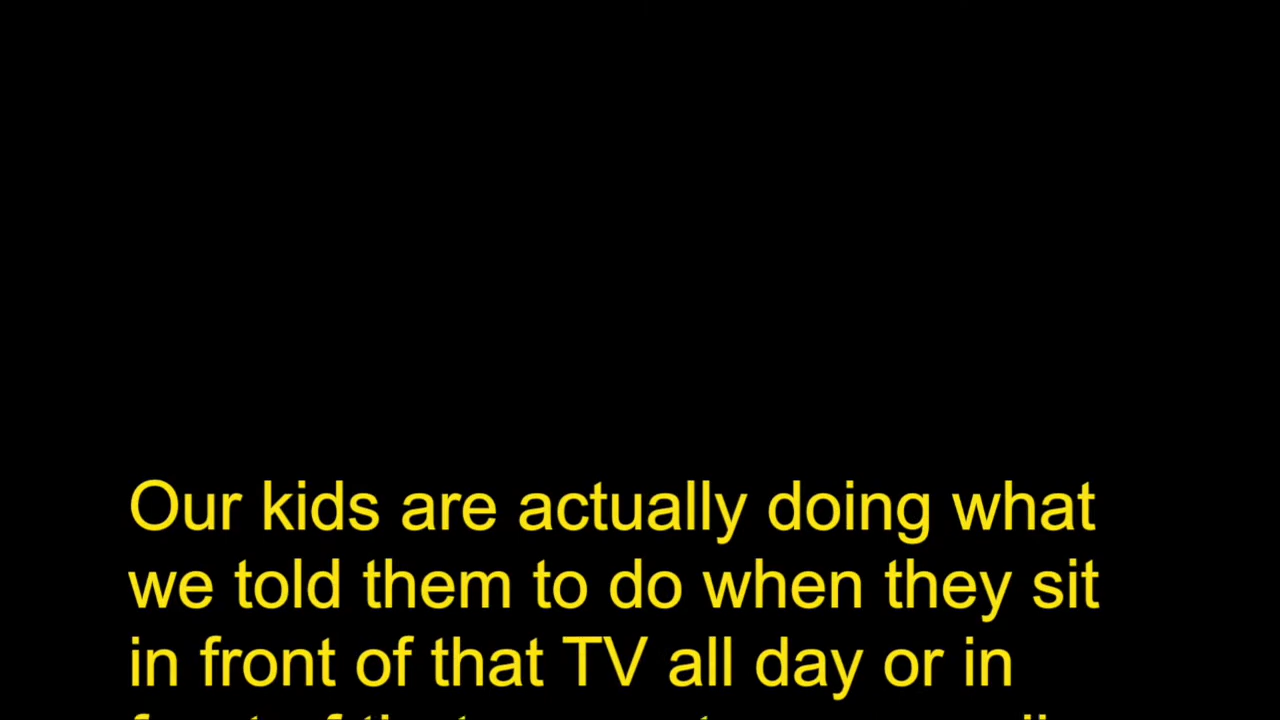 Our kids are actually doing what
we told them to do when they sit
in front of that TV all day or in